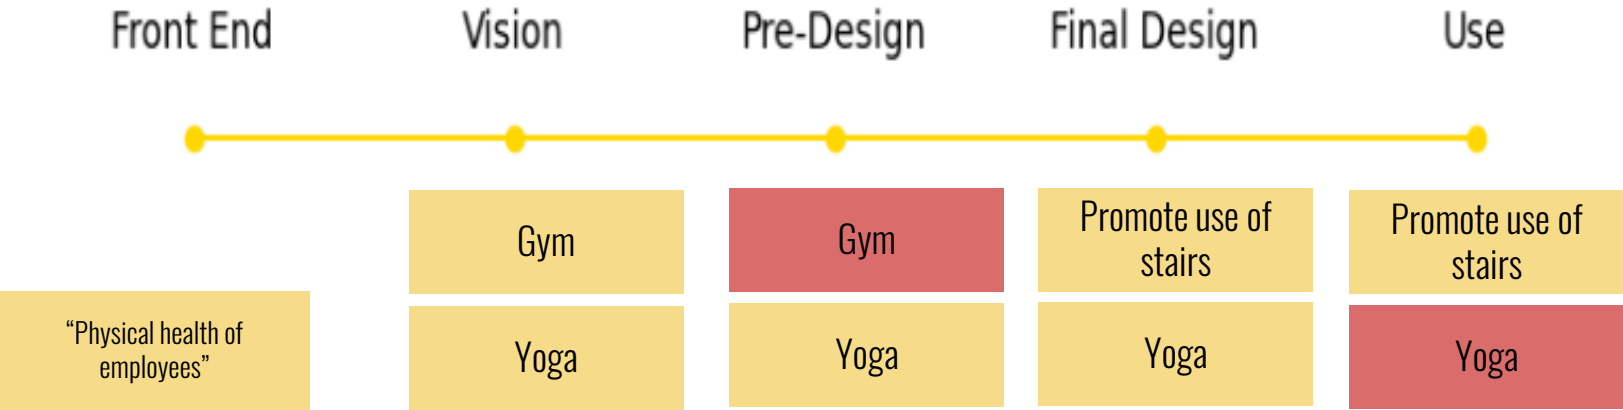 Front End
Vision
Pre-Design
Final Design
Use
Gym
Gym
Promote use of
stairs
Promote use of
stairs
“Physical health of
employees”
Yoga
Yoga
Yoga
Yoga